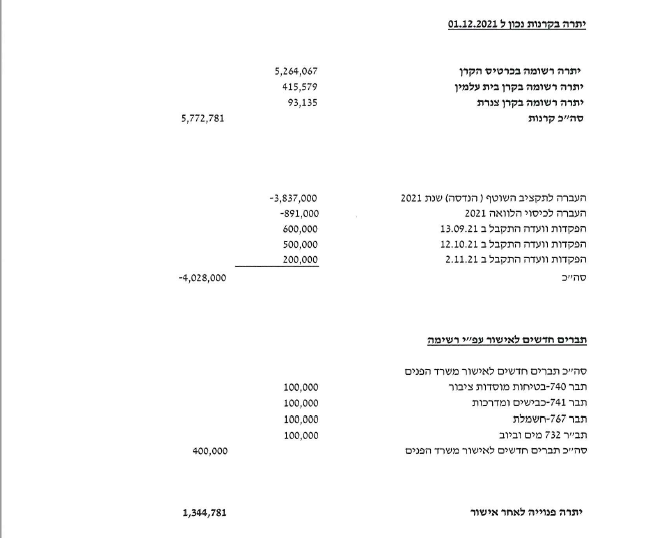 יתרה בקרנות נכון ל 01.12.2021
יתרה רשומה בכרטיס הקרן 5,264,067
יתרה רשומה בקרן בית עלמין 415,579
יתרה רשומה בקרן צנרת 93,135
סה״כ קרנות 5,772,781
העברה לתקציב השוטף ( הנדסה) שנת 2021 -3,837,000
העברה לכיסוי הלוואה 2021 -891,000
הפקדות וועדה התקבל ב 13.09.21 600,000
הפקדות וועדה התקבל ב 12.10.21 500,000
הפקדות וועדה התקבל ב 2.11.21 200,000
סה״כ -4,028,000
תברים חדשים לאישור עפ״י רשימה
סה״כ תברים חדשים לאישור משרד הפנים
תבר 740-בטיחות מוסדות ציבור 100,000
תבר 741-כבישים ומדרכות 100,000
תבר 767-חשמלת 100,000
תב״ר 732 מים וביוב 100,000
סה״כ תברים חדשים לאישור משרד הפנים 400,000
יתרה פנוייה לאחר אישור 1,344,781